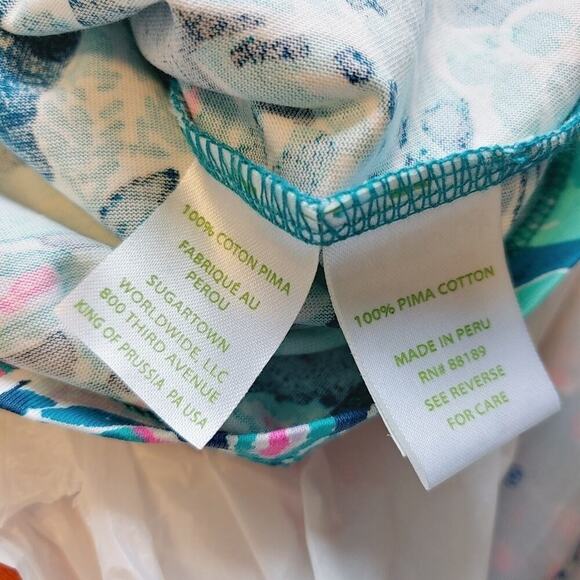 100% COTON PIMA
FABRIQUÉ AU
PEROU
SUGARTOWN
WORLDWIDE, LLC
800 THIRD AVENUE
KING OF PRUSSIA, PA USA
100% PIMA COTTON
MADE IN PERU
RN# 88189
SEE REVERSE
FOR CARE